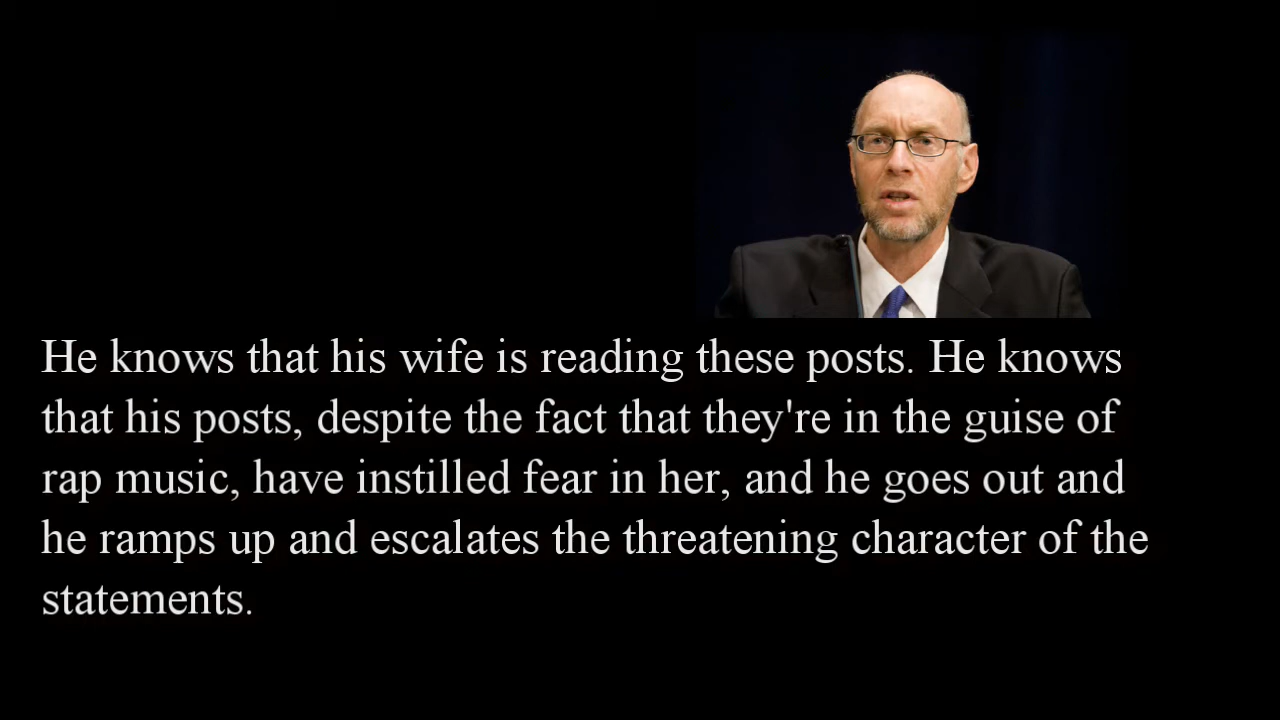 He knows that his wife is reading these posts. He knows
that his posts, despite the fact that they're in the guise of
rap music, have instilled fear in her, and he goes out and
he ramps up and escalates the threatening character of the
statements.